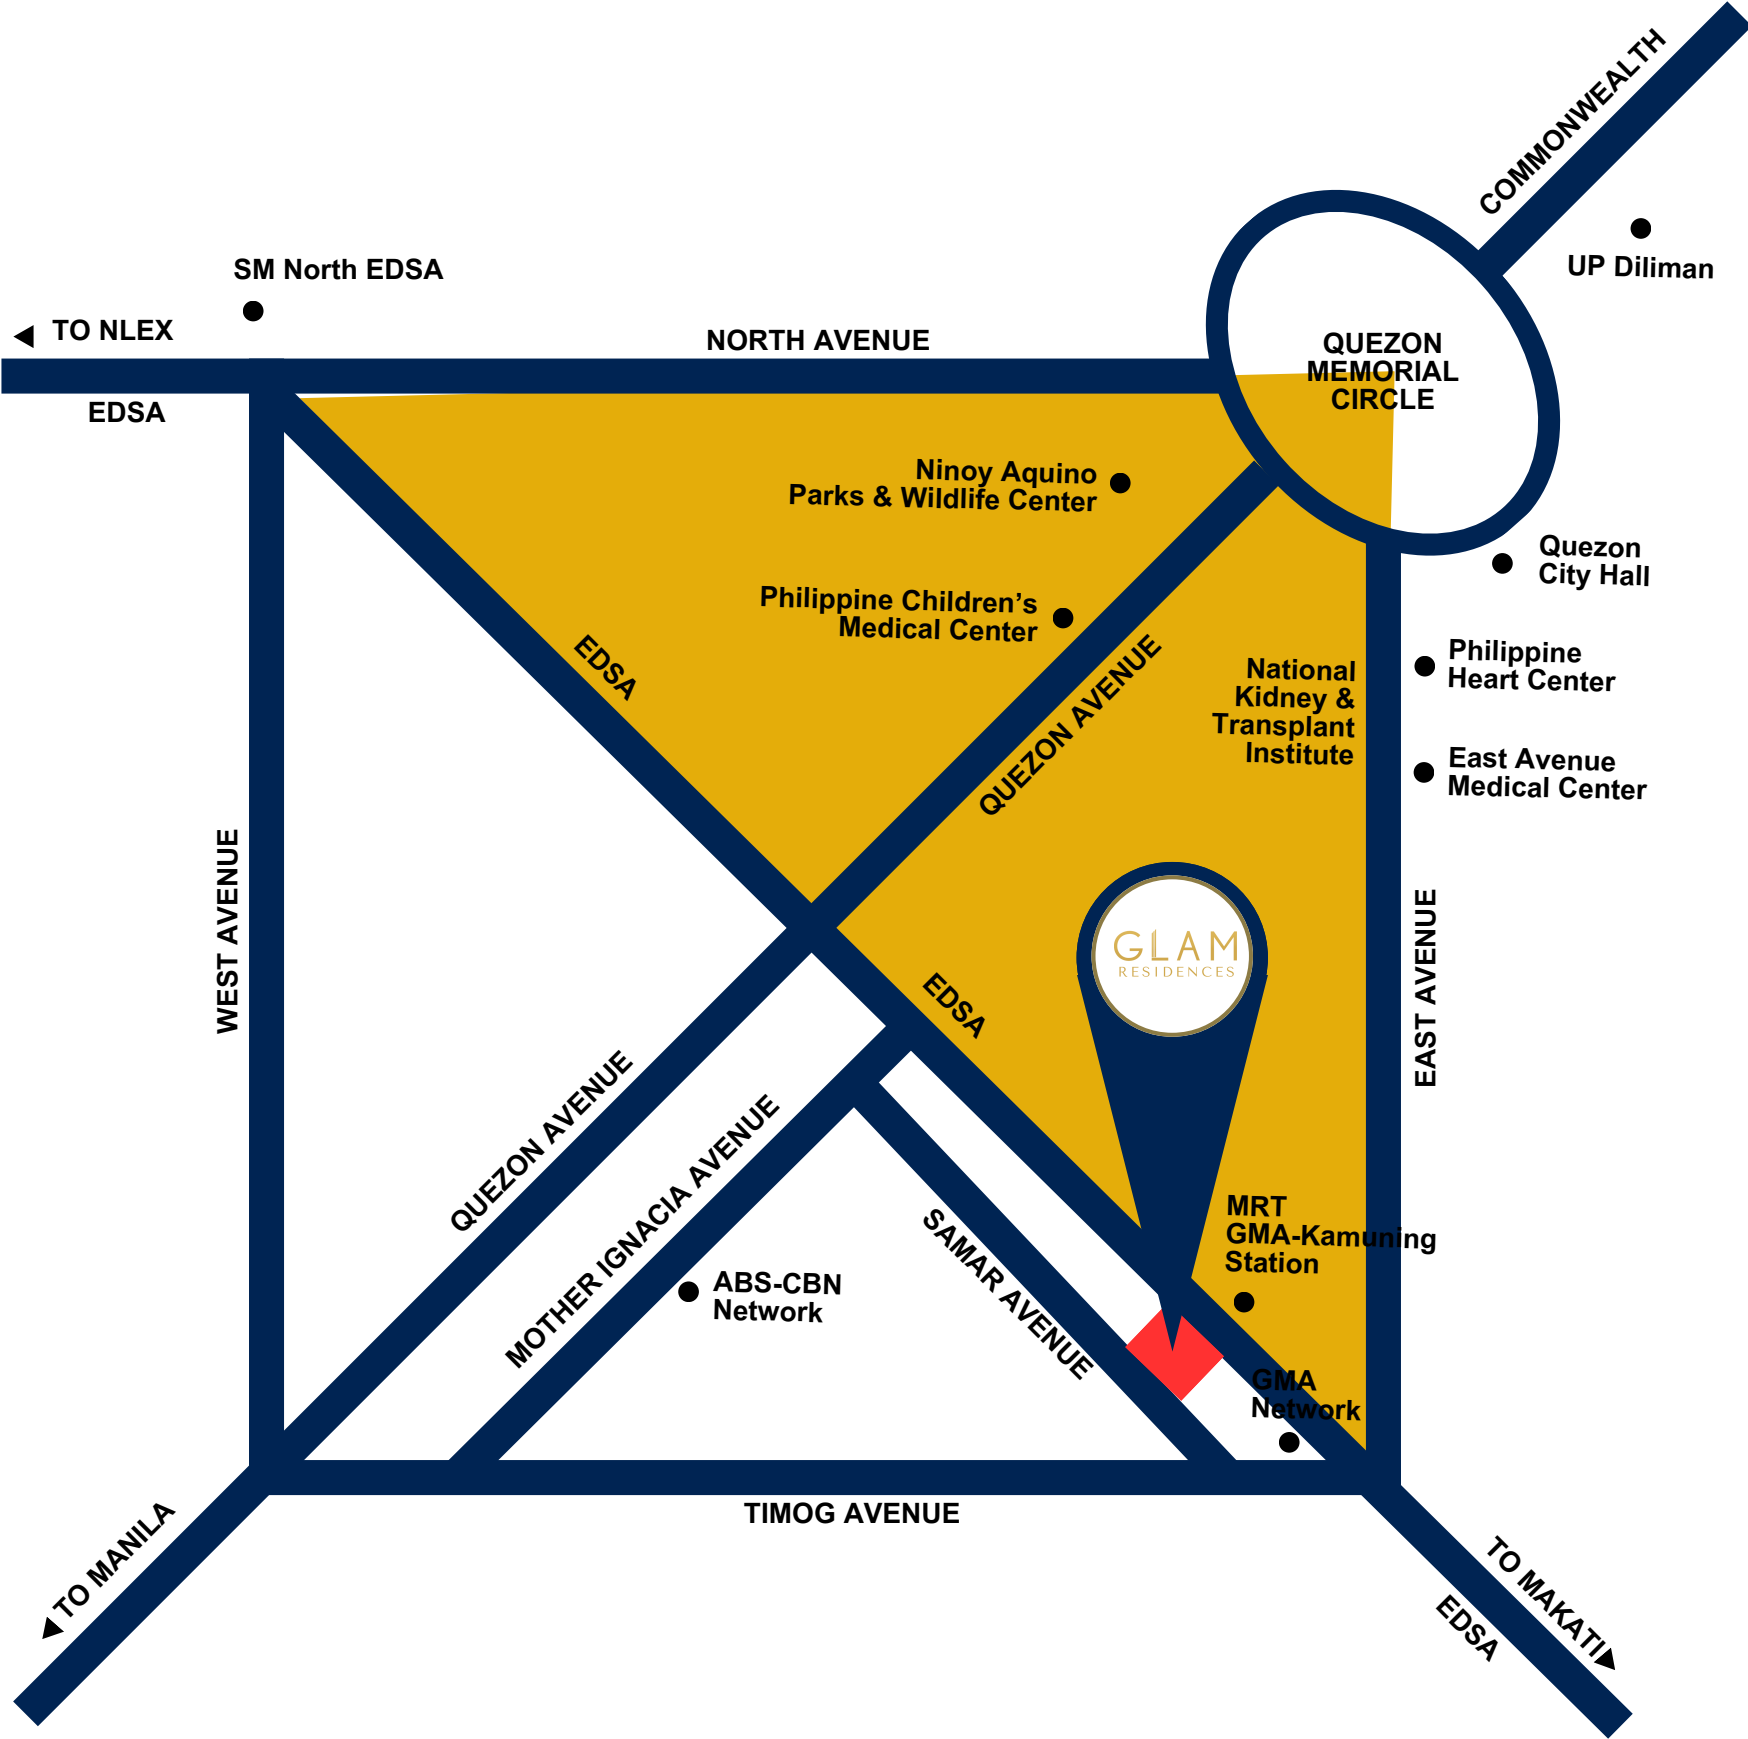 COMMONWEALTH
UP Diliman
SM North EDSA
TO NLEX
EDSA
NORTH AVENUE
QUEZON
MEMORIAL
CIRCLE
Ninoy Aquino
Parks & Wildlife Center
Quezon
City Hall
Philippine Children’s
Medical Center
EDSA
QUEZON AVENUE
National
Kidney &
Transplant
Institute
Philippine
Heart Center
East Avenue
Medical Center
WEST AVENUE
EAST AVENUE
GLAM
RESIDENCES
EDSA
QUEZON AVENUE
MOTHER IGNACIA AVENUE
SAMAR AVENUE
MRT
GMA-Kamuning
Station
ABS-CBN
Network
GMA
Network
TIMOG AVENUE
TO MANILA
TO MAKATI
EDSA